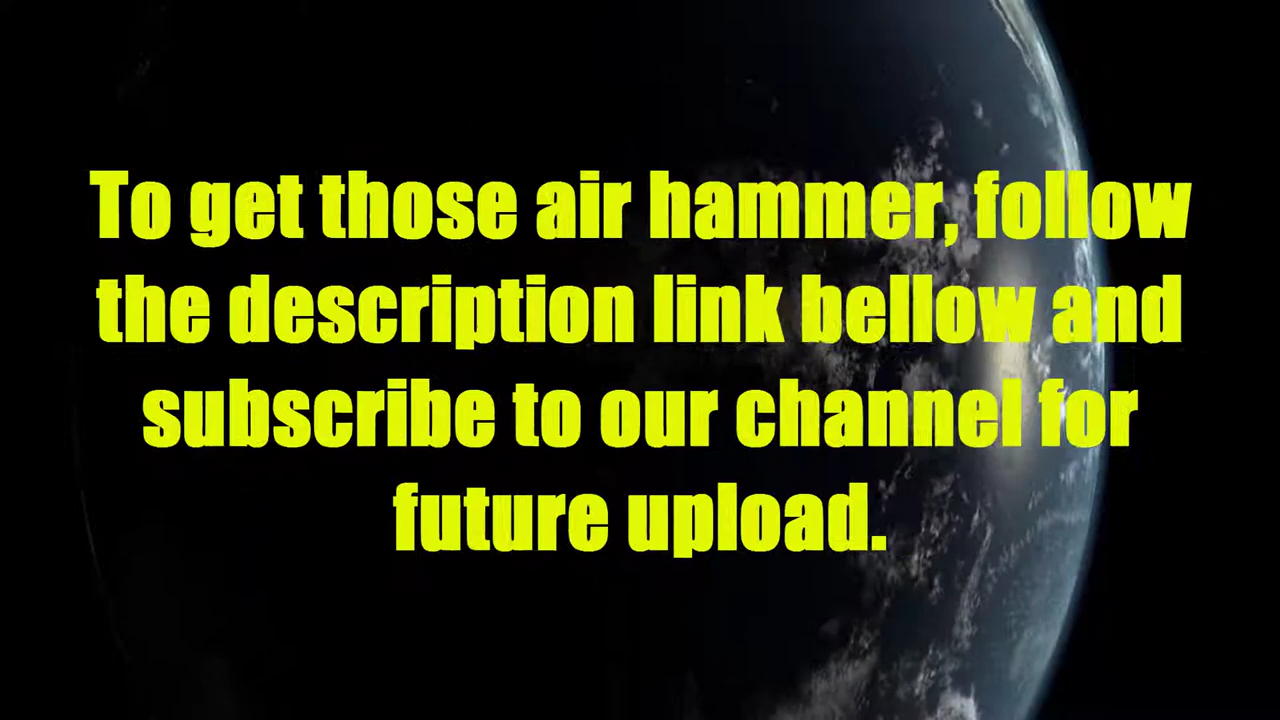 To get those air hammer, follow
the description link bellow and
subscribe to our channel for
future upload.